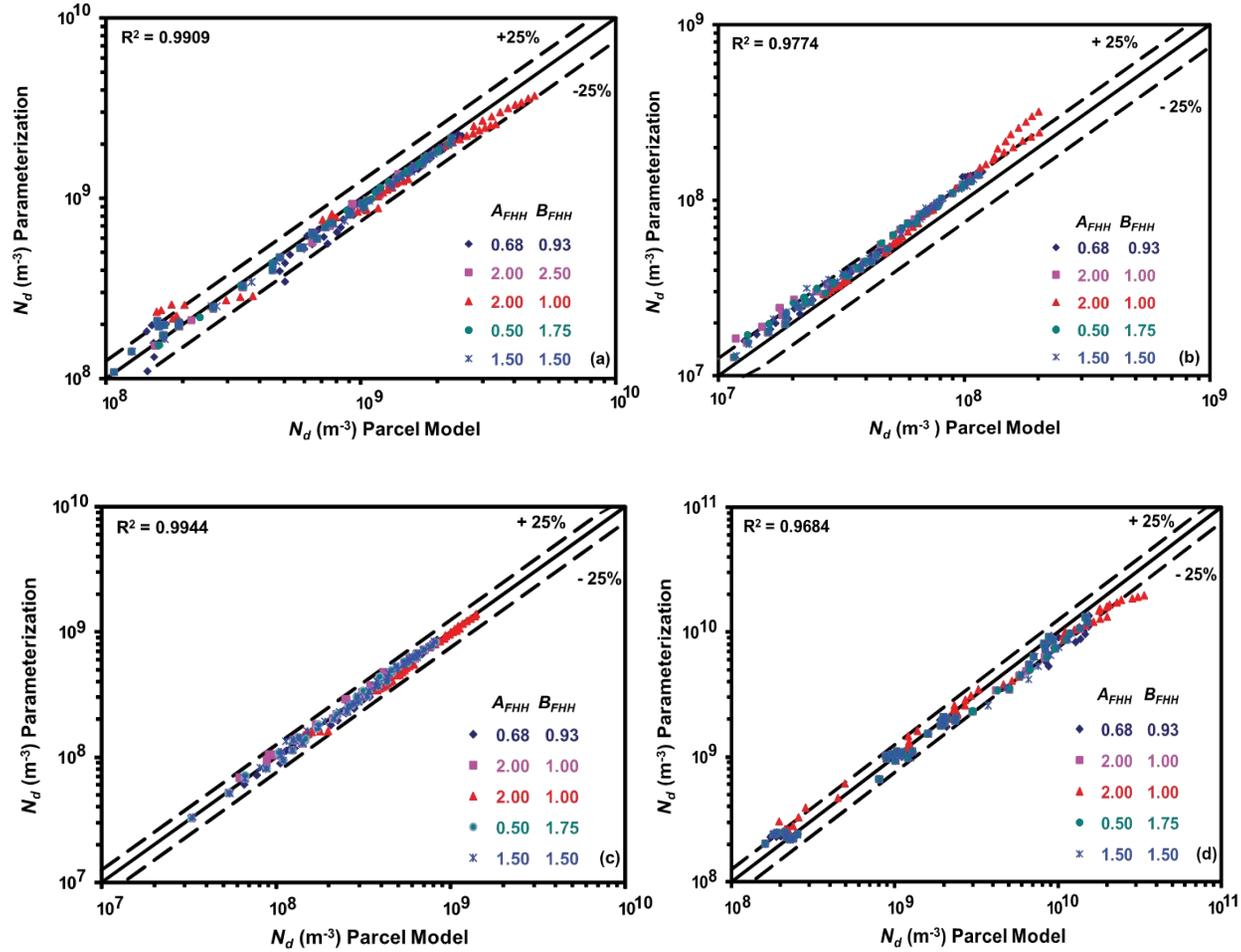 10^10
R² = 0.9909
+25%
-25%
N_d (m^-3) Parameterization
10^9
A_FHH B_FHH
0.68 0.93
2.00 2.50
2.00 1.00
0.50 1.75
1.50 1.50
(a)
10^8
10^8 10^9 10^10
N_d (m^-3) Parcel Model
10^9
R² = 0.9774
+ 25%
- 25%
N_d (m^-3) Parameterization
10^8
A_FHH B_FHH
0.68 0.93
2.00 1.00
2.00 1.00
0.50 1.75
1.50 1.50
(b)
10^7
10^7 10^8 10^9
N_d (m^-3 ) Parcel Model
10^10
R² = 0.9944
+ 25%
- 25%
N_d (m^-3) Parameterization
10^9
A_FHH B_FHH
0.68 0.93
10^8
2.00 1.00
2.00 1.00
0.50 1.75
1.50 1.50
(c)
10^7
10^7 10^8 10^9 10^10
N_d (m^-3) Parcel Model
10^11
R² = 0.9684
+ 25%
- 25%
N_d (m^-3) Parameterization
10^10
A_FHH B_FHH
0.68 0.93
10^9
2.00 1.00
2.00 1.00
0.50 1.75
1.50 1.50
(d)
10^8
10^8 10^9 10^10 10^11
N_d (m^-3) Parcel Model